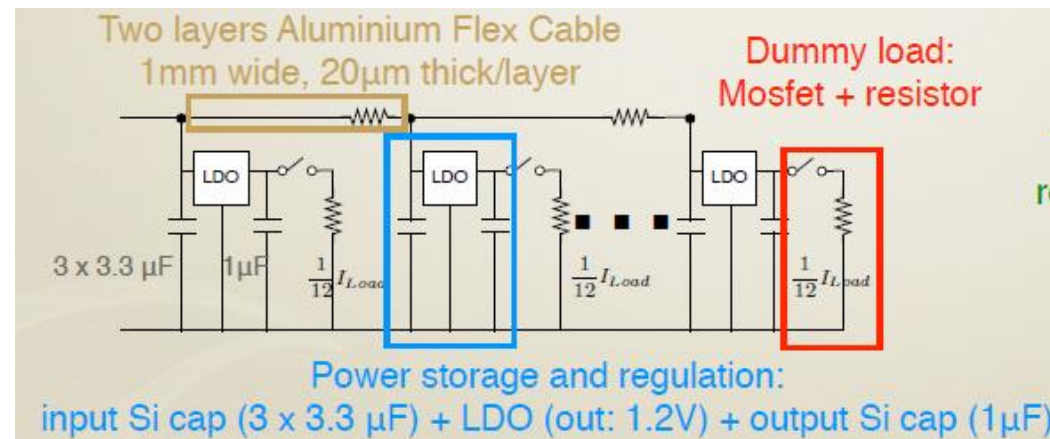 Two layers Aluminium Flex Cable
1mm wide, 20µm thick/layer
Dummy load:
Mosfet + resistor
LDO
LDO
LDO
3 x 3.3 µF
1µF
1/12 I_Load
1/12 I_Load
1/12 I_Load
Power storage and regulation:
input Si cap (3 x 3.3 µF) + LDO (out: 1.2V) + output Si cap (1µF)